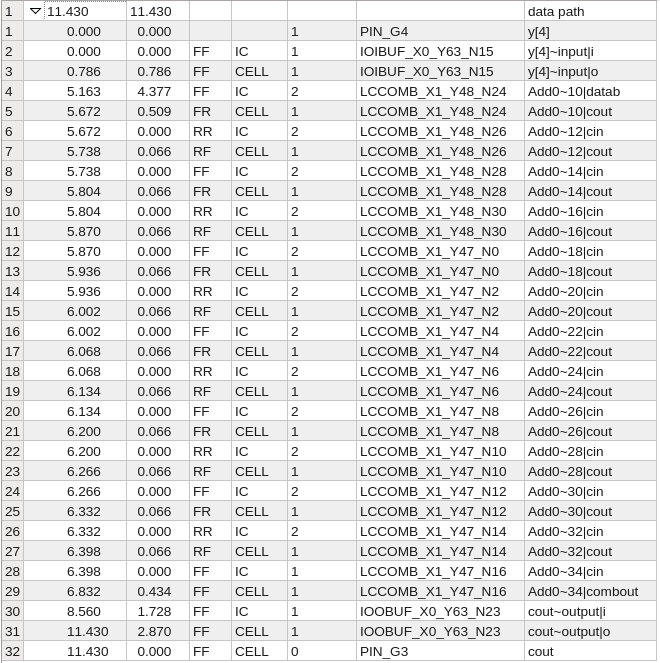 1 11.430 11.430 data path
1 0.000 0.000 1 PIN_G4 y[4]
2 0.000 0.000 FF IC 1 IOIBUF_X0_Y63_N15 y[4]~input|i
3 0.786 0.786 FF CELL 1 IOIBUF_X0_Y63_N15 y[4]~input|o
4 5.163 4.377 FF IC 2 LCCOMB_X1_Y48_N24 Add0~10|datab
5 5.672 0.509 FR CELL 1 LCCOMB_X1_Y48_N24 Add0~10|cout
6 5.672 0.000 RR IC 2 LCCOMB_X1_Y48_N26 Add0~12|cin
7 5.738 0.066 RF CELL 1 LCCOMB_X1_Y48_N26 Add0~12|cout
8 5.738 0.000 FF IC 2 LCCOMB_X1_Y48_N28 Add0~14|cin
9 5.804 0.066 FR CELL 1 LCCOMB_X1_Y48_N28 Add0~14|cout
10 5.804 0.000 RR IC 2 LCCOMB_X1_Y48_N30 Add0~16|cin
11 5.870 0.066 RF CELL 1 LCCOMB_X1_Y48_N30 Add0~16|cout
12 5.870 0.000 FF IC 2 LCCOMB_X1_Y47_N0 Add0~18|cin
13 5.936 0.066 FR CELL 1 LCCOMB_X1_Y47_N0 Add0~18|cout
14 5.936 0.000 RR IC 2 LCCOMB_X1_Y47_N2 Add0~20|cin
15 6.002 0.066 RF CELL 1 LCCOMB_X1_Y47_N2 Add0~20|cout
16 6.002 0.000 FF IC 2 LCCOMB_X1_Y47_N4 Add0~22|cin
17 6.068 0.066 FR CELL 1 LCCOMB_X1_Y47_N4 Add0~22|cout
18 6.068 0.000 RR IC 2 LCCOMB_X1_Y47_N6 Add0~24|cin
19 6.134 0.066 RF CELL 1 LCCOMB_X1_Y47_N6 Add0~24|cout
20 6.134 0.000 FF IC 2 LCCOMB_X1_Y47_N8 Add0~26|cin
21 6.200 0.066 FR CELL 1 LCCOMB_X1_Y47_N8 Add0~26|cout
22 6.200 0.000 RR IC 2 LCCOMB_X1_Y47_N10 Add0~28|cin
23 6.266 0.066 RF CELL 1 LCCOMB_X1_Y47_N10 Add0~28|cout
24 6.266 0.000 FF IC 2 LCCOMB_X1_Y47_N12 Add0~30|cin
25 6.332 0.066 FR CELL 1 LCCOMB_X1_Y47_N12 Add0~30|cout
26 6.332 0.000 RR IC 2 LCCOMB_X1_Y47_N14 Add0~32|cin
27 6.398 0.066 RF CELL 1 LCCOMB_X1_Y47_N14 Add0~32|cout
28 6.398 0.000 FF IC 1 LCCOMB_X1_Y47_N16 Add0~34|cin
29 6.832 0.434 FF CELL 1 LCCOMB_X1_Y47_N16 Add0~34|combout
30 8.560 1.728 FF IC 1 IOOBUF_X0_Y63_N23 cout~output|i
31 11.430 2.870 FF CELL 1 IOOBUF_X0_Y63_N23 cout~output|o
32 11.430 0.000 FF CELL 0 PIN_G3 cout